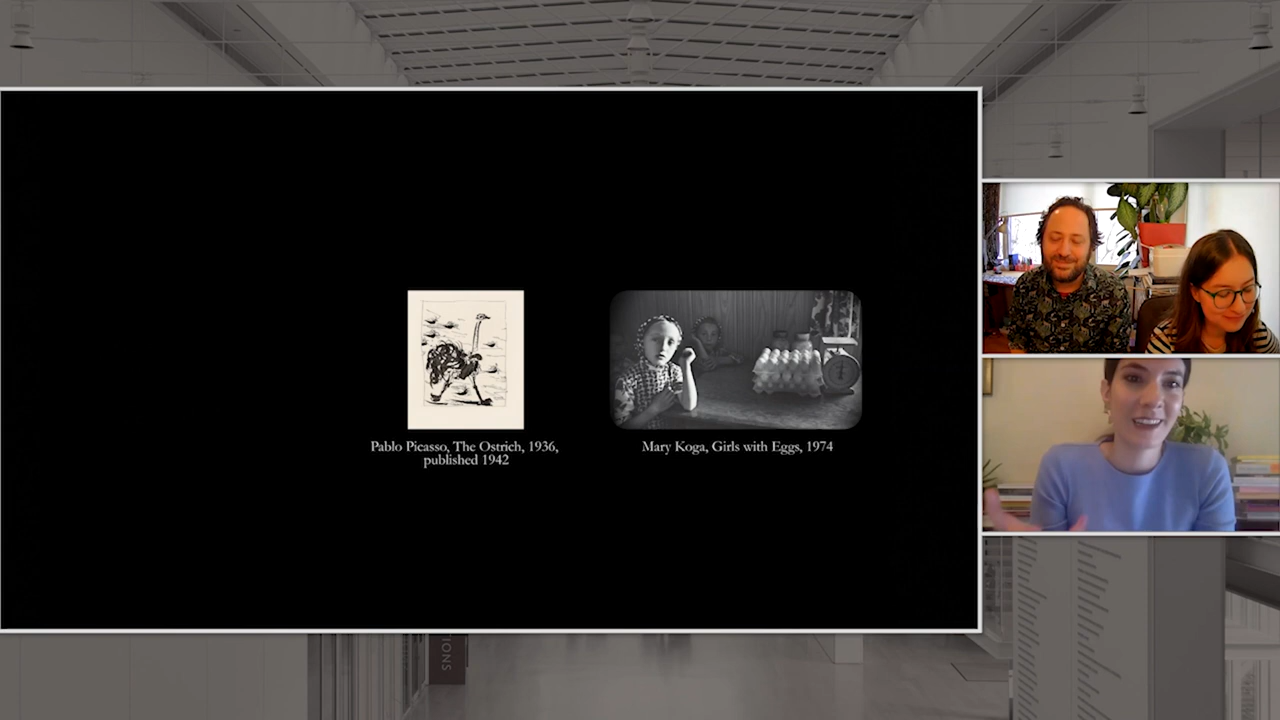 Pablo Picasso, The Ostrich, 1936,
published 1942
Mary Koga, Girls with Eggs, 1974